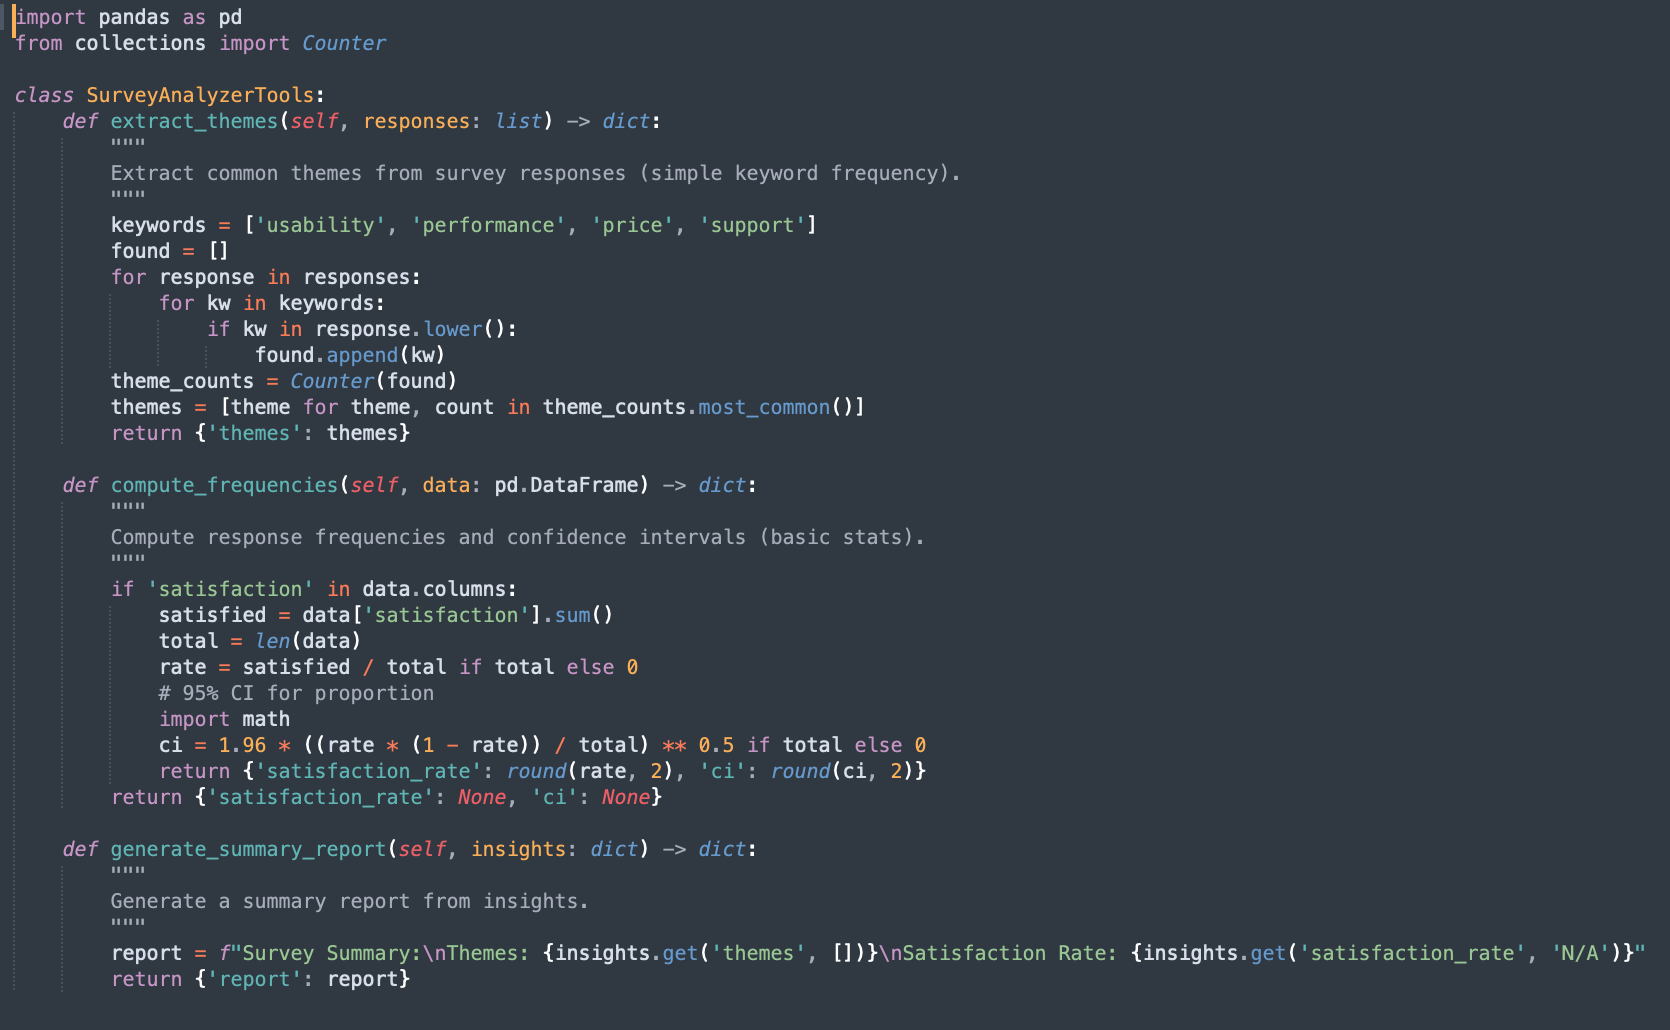 import pandas as pd
from collections import Counter

class SurveyAnalyzerTools:
    def extract_themes(self, responses: list) -> dict:
        """
        Extract common themes from survey responses (simple keyword frequency).
        """
        keywords = ['usability', 'performance', 'price', 'support']
        found = []
        for response in responses:
            for kw in keywords:
                if kw in response.lower():
                    found.append(kw)
        theme_counts = Counter(found)
        themes = [theme for theme, count in theme_counts.most_common()]
        return {'themes': themes}

    def compute_frequencies(self, data: pd.DataFrame) -> dict:
        """
        Compute response frequencies and confidence intervals (basic stats).
        """
        if 'satisfaction' in data.columns:
            satisfied = data['satisfaction'].sum()
            total = len(data)
            rate = satisfied / total if total else 0
            # 95% CI for proportion
            import math
            ci = 1.96 * ((rate * (1 - rate)) / total) ** 0.5 if total else 0
            return {'satisfaction_rate': round(rate, 2), 'ci': round(ci, 2)}
        return {'satisfaction_rate': None, 'ci': None}

    def generate_summary_report(self, insights: dict) -> dict:
        """
        Generate a summary report from insights.
        """
        report = f"Survey Summary:\nThemes: {insights.get('themes', [])}\nSatisfaction Rate: {insights.get('satisfaction_rate', 'N/A')}"
        return {'report': report}